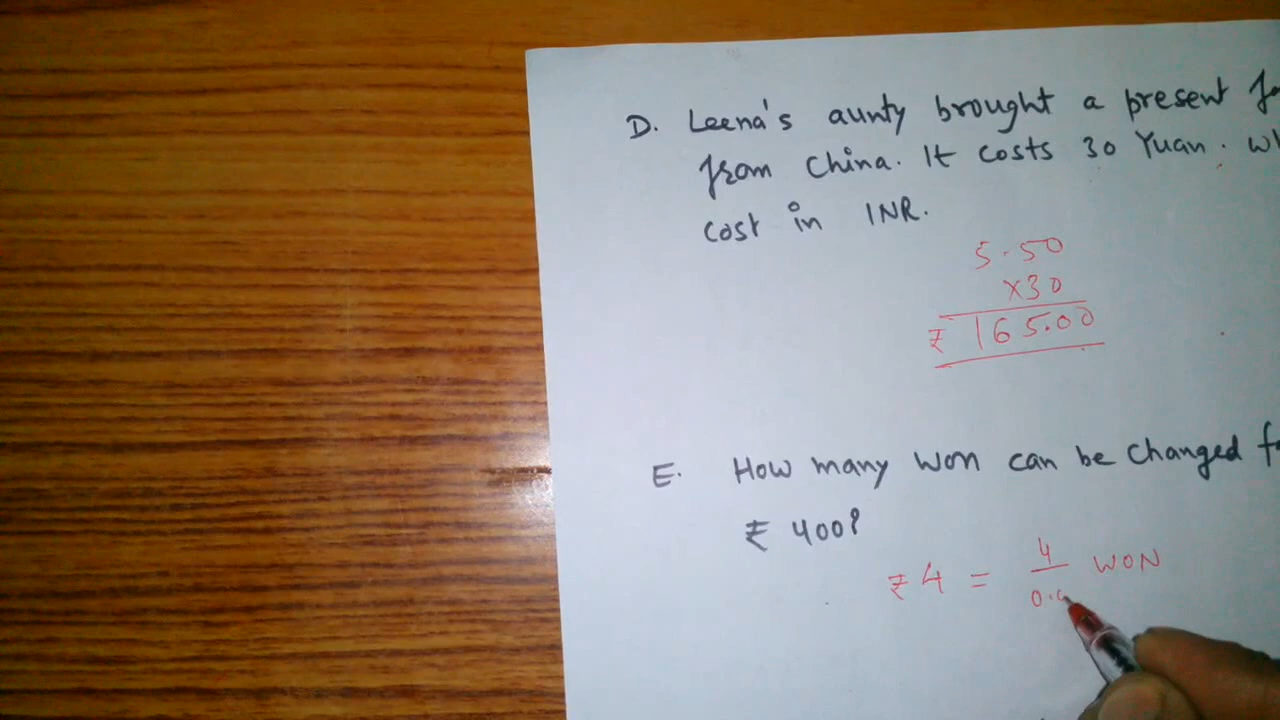 D. Leena's aunty brought a present
from China. It costs 30 Yuan.
cost in INR.
5.50
x30
₹ 165.00
E. How many won can be changed
₹ 400?
₹ 4 = 4 WON